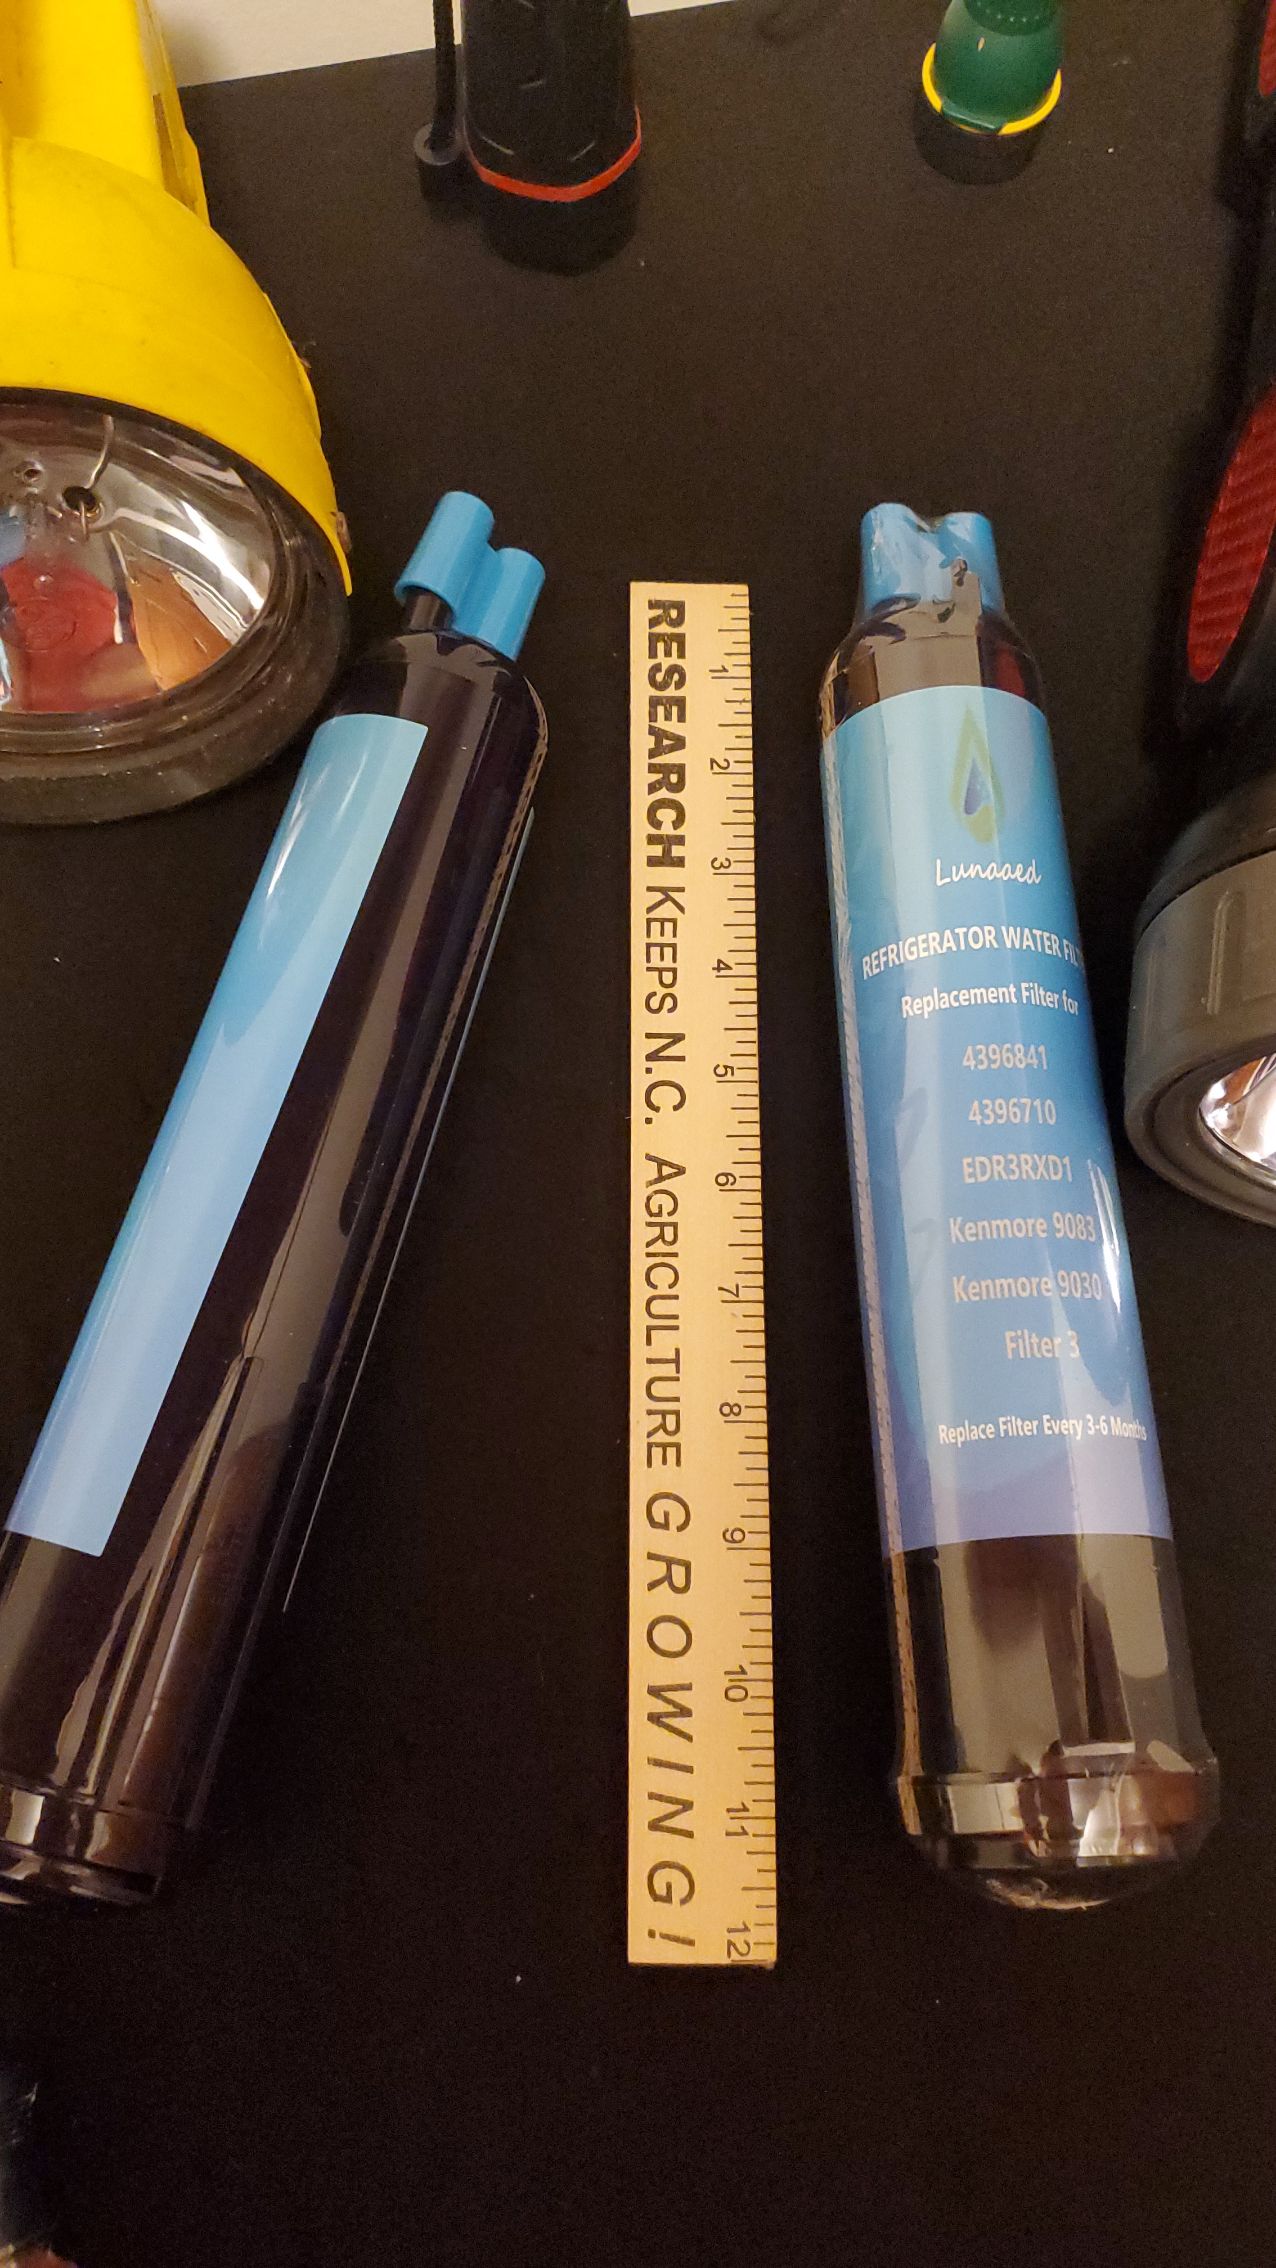 RESEARCH KEEPS N.C. AGRICULTURE GROWING!
1 2 3 4 5 6 7 8 9 10 11 12
Lunaaed
REFRIGERATOR WATER
Replacement Filter for
4396841
4396710
EDR3RXD1
Kenmore 9083
Kenmore 9030
Filter 3
Replace Filter Every 3-6 Months